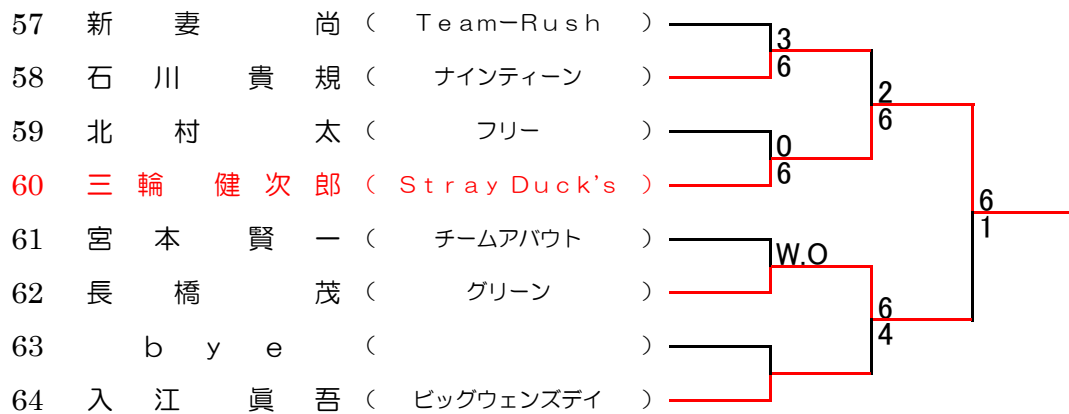 57 新妻 尚 ( Team-Rush )
3
58 石川 貴規 ( ナインティーン )
6
2
59 北村 太 ( フリー )
6
0
60 三輪 健次郎 ( Stray Duck's )
6
6
1
61 宮本 賢一 ( チームアバウト )
W.O
62 長橋 茂 ( グリーン )
6
4
63 bye ( )
64 入江 眞吾 ( ビッグウェンズデイ )